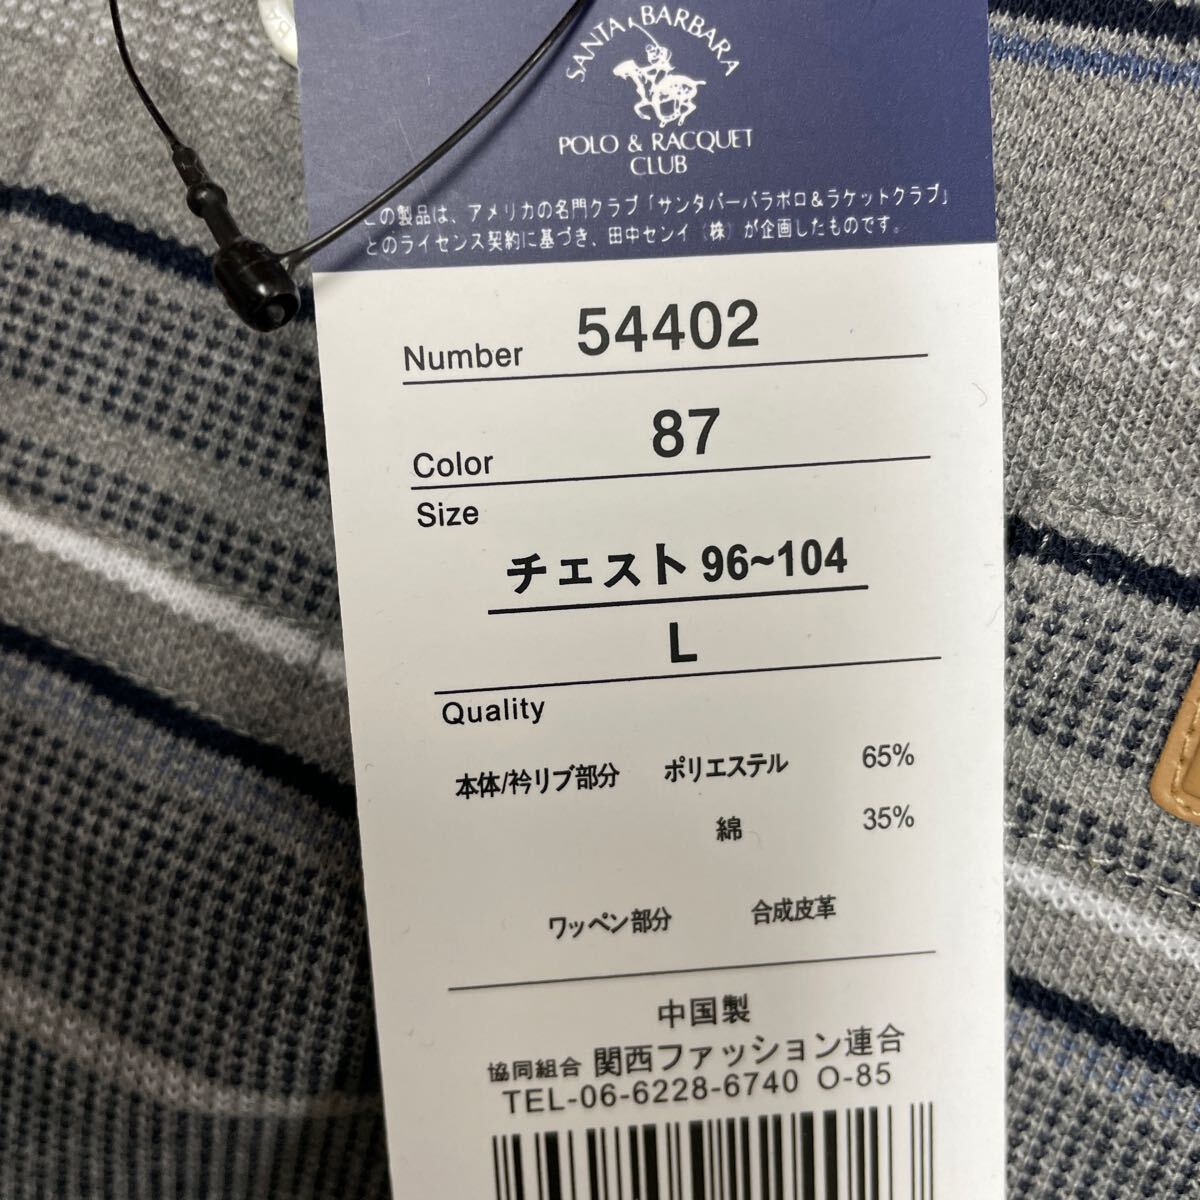 SANTA BARBARA
POLO & RACQUET
CLUB
この製品は、アメリカの名門クラブ「サンタバーバラポロ&ラケットクラブ」
とのライセンス契約に基づき、田中センイ(株)が企画したものです。
Number 54402
Color 87
Size
チェスト 96~104
L
Quality
本体/衿リブ部分 ポリエステル 65%
綿 35%
ワッペン部分 合成皮革
中国製
協同組合 関西ファッション連合
TEL-06-6228-6740 O-85